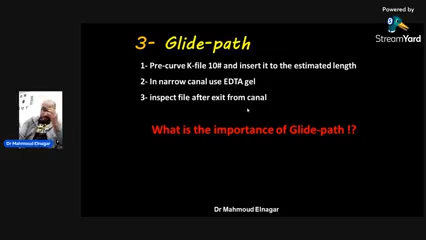 Powered by
StreamYard
3- Glide-path
1- Pre-curve K-file 10# and insert it to the estimated length
2- In narrow canal use EDTA gel
3- inspect file after exit from canal
What is the importance of Glide-path !?
Dr Mahmoud Elnagar
Dr Mahmoud Elnagar